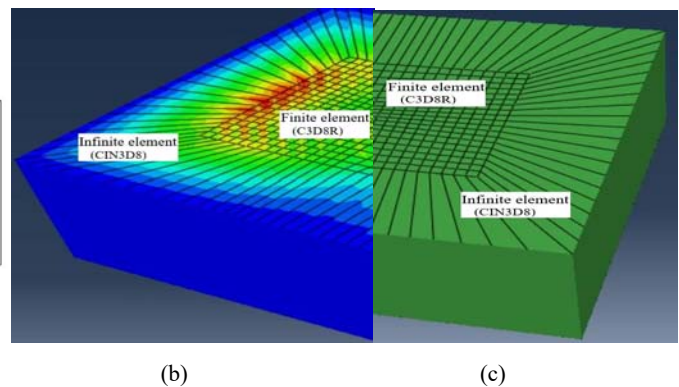 Finite element
(C3D8R)
Infinite element
(CIN3D8)
Finite element
(C3D8R)
Infinite element
(CIN3D8)
(b)
(c)